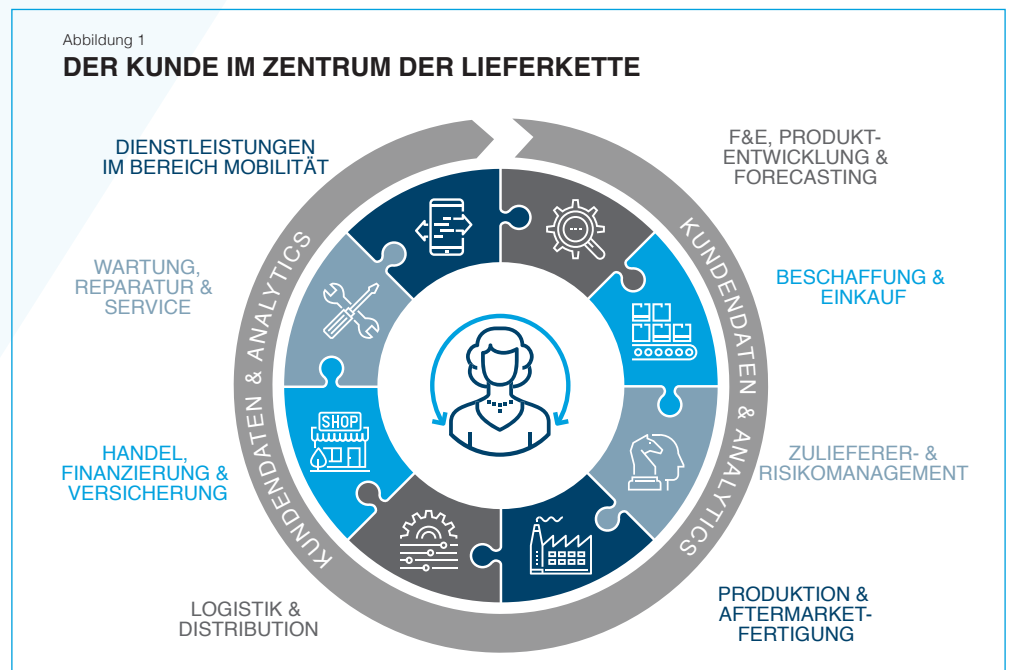 Abbildung 1
DER KUNDE IM ZENTRUM DER LIEFERKETTE
DIENSTLEISTUNGEN
IM BEREICH MOBILITÄT
F&E, PRODUKT-
ENTWICKLUNG &
FORECASTING
WARTUNG,
REPARATUR &
SERVICE
BESCHAFFUNG &
EINKAUF
HANDEL,
FINANZIERUNG &
VERSICHERUNG
ZULIEFERER- &
RISIKOMANAGEMENT
LOGISTIK &
DISTRIBUTION
PRODUKTION &
AFTERMARKET-
FERTIGUNG
KUNDENDATEN & ANALYTICS
KUNDENDATEN & ANALYTICS
SHOP